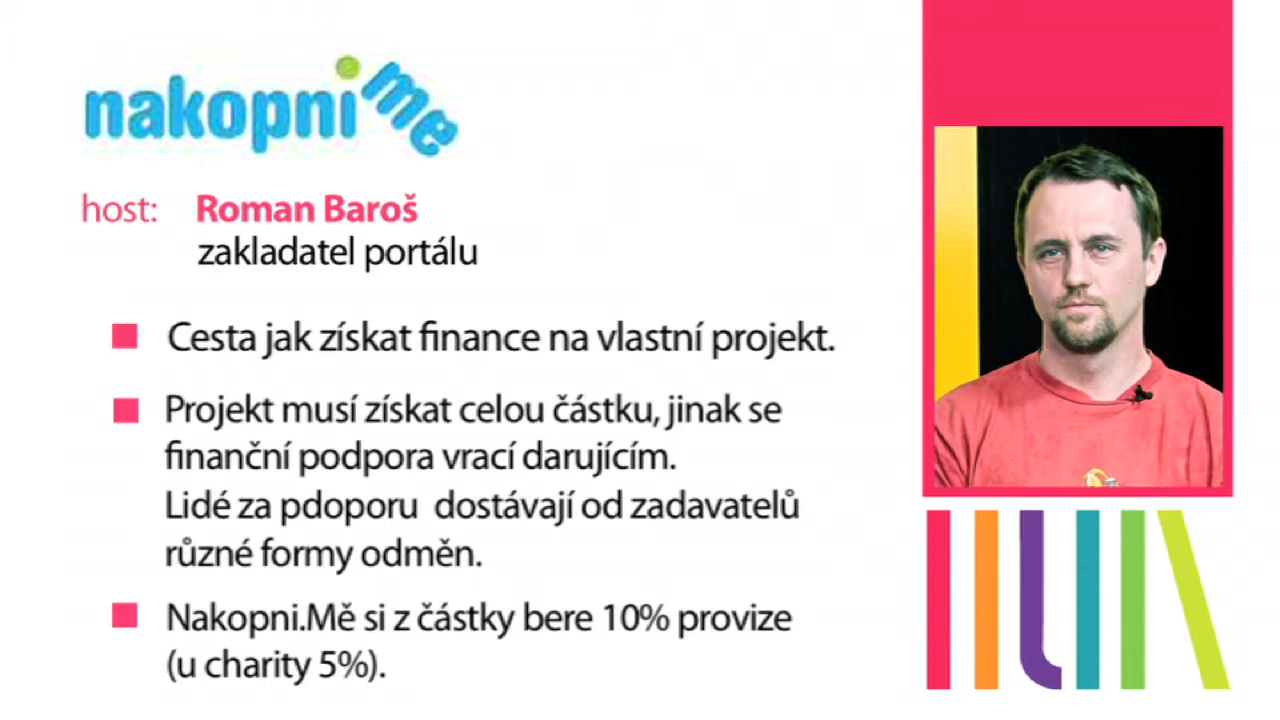 nakopnime
host: Roman Baroš
zakladatel portálu
Cesta jak získat finance na vlastní projekt.
Projekt musí získat celou částku, jinak se
finanční podpora vrací darujícím.
Lidé za pdoporu dostávají od zadavatelů
různé formy odměn.
Nakopni.Mě si z částky bere 10% provize
(u charity 5%).